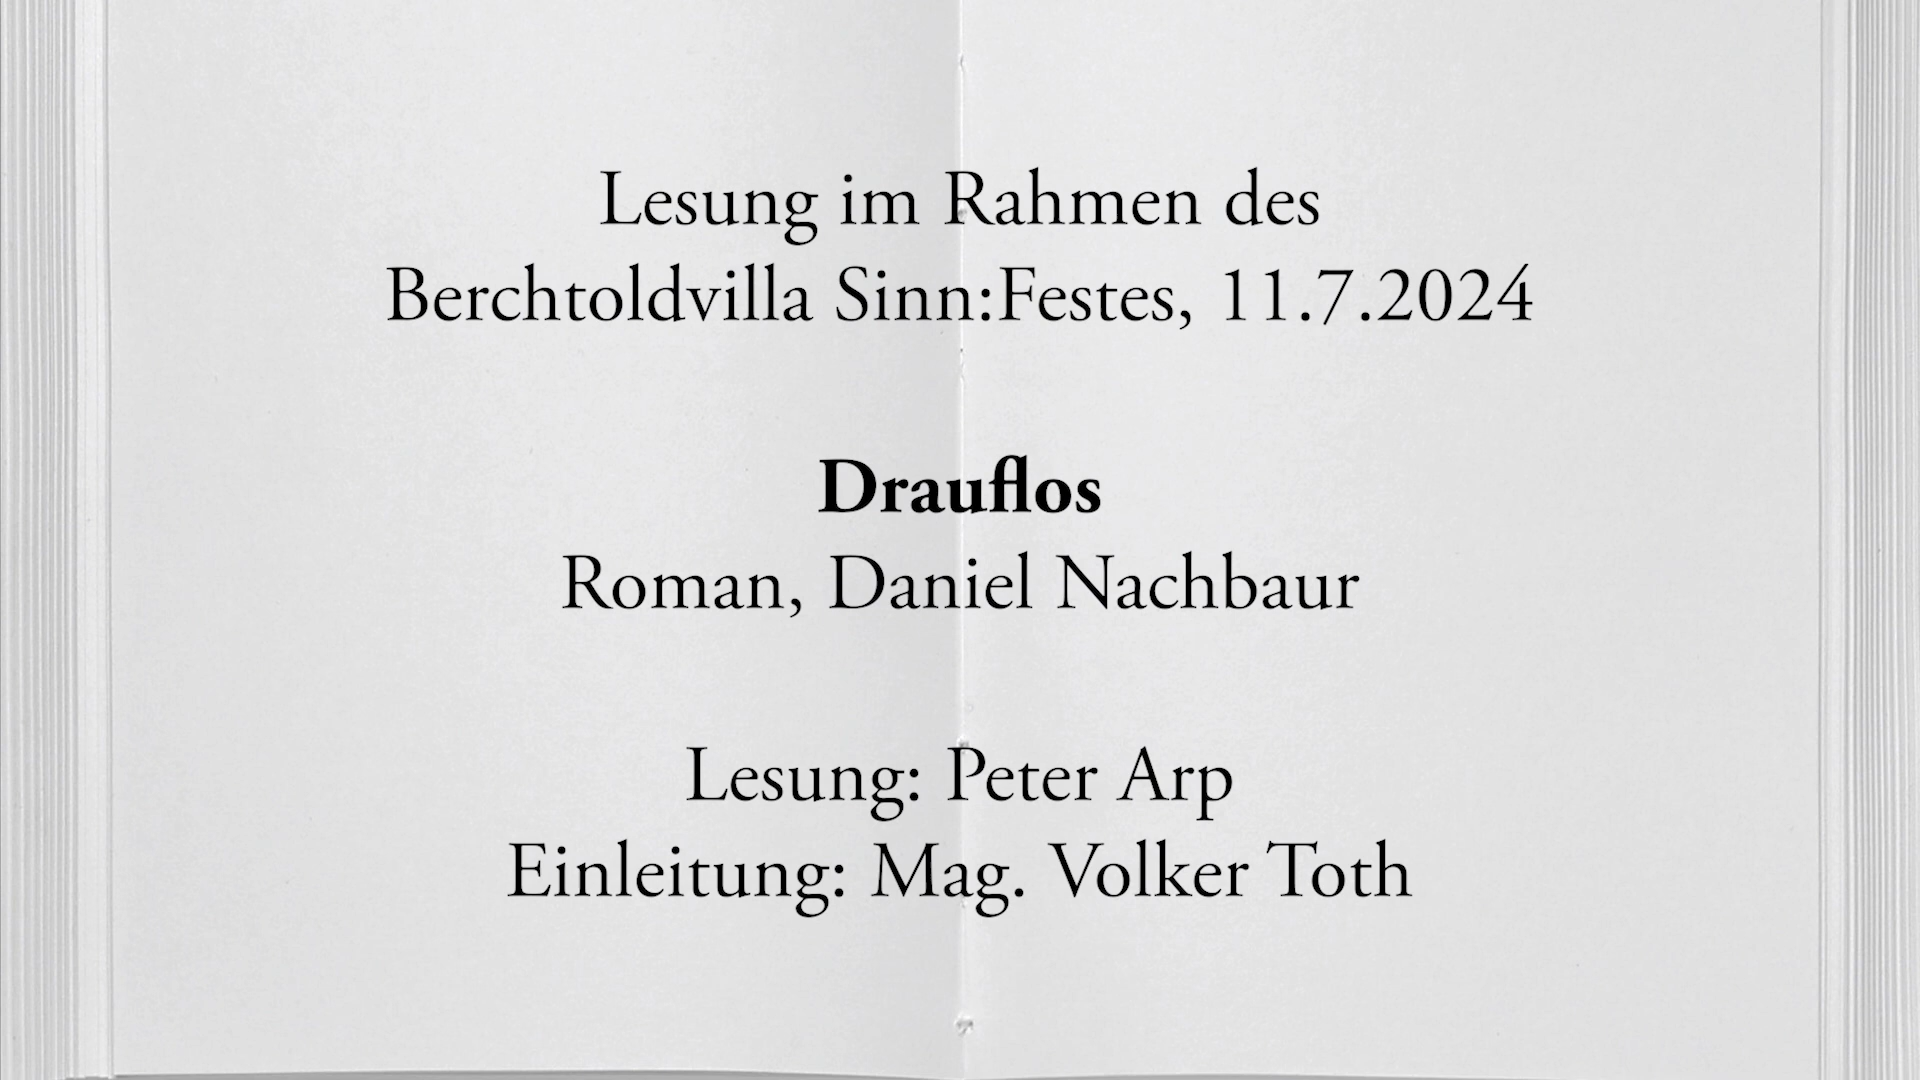 Lesung im Rahmen des
Berchtoldvilla Sinn:Festes, 11.7.2024
Drauflos
Roman, Daniel Nachbaur
Lesung: Peter Arp
Einleitung: Mag. Volker Toth